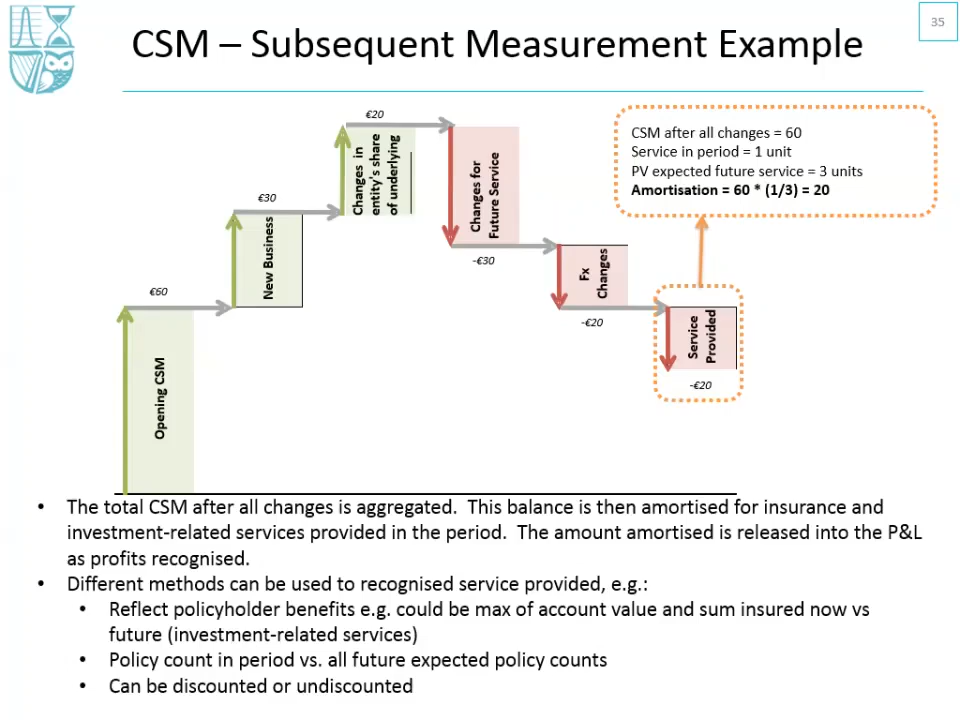 35
CSM – Subsequent Measurement Example
€20
CSM after all changes = 60
Service in period = 1 unit
PV expected future service = 3 units
Amortisation = 60 * (1/3) = 20
Changes in
entity's share
of underlying
Changes for
Future Service
€30
New Business
-€30
Fx
Changes
€60
-€20
Service
Provided
-€20
Opening CSM
• The total CSM after all changes is aggregated. This balance is then amortised for insurance and
investment-related services provided in the period. The amount amortised is released into the P&L
as profits recognised.
• Different methods can be used to recognised service provided, e.g.:
• Reflect policyholder benefits e.g. could be max of account value and sum insured now vs
future (investment-related services)
• Policy count in period vs. all future expected policy counts
• Can be discounted or undiscounted